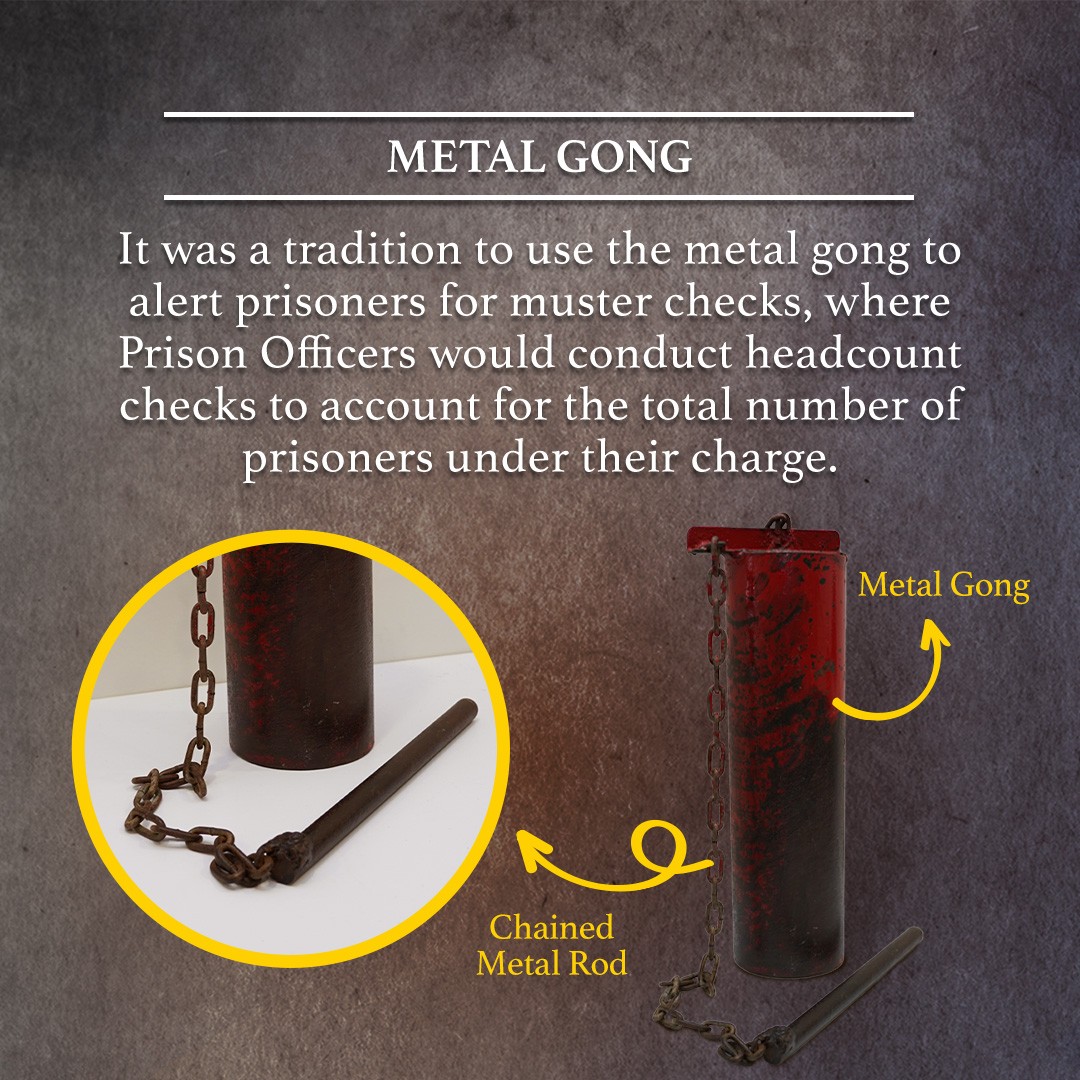 METAL GONG
It was a tradition to use the metal gong to
alert prisoners for muster checks, where
Prison Officers would conduct headcount
checks to account for the total number of
prisoners under their charge.
Metal Gong
Chained
Metal Rod